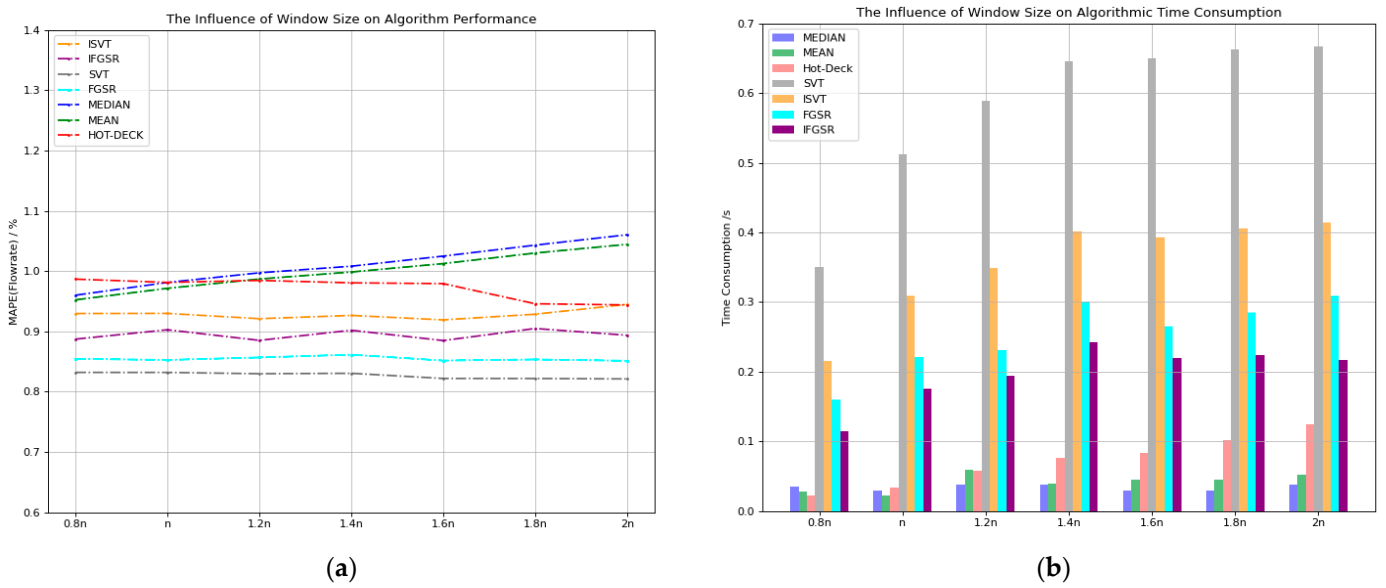 The Influence of Window Size on Algorithm Performance
1.4
1.3
1.2
1.1
1.0
0.9
0.8
0.7
0.6
MAPE(Flowrate) / %
ISVT
IFGSR
SVT
FGSR
MEDIAN
MEAN
HOT-DECK
0.8n
n
1.2n
1.4n
1.6n
1.8n
2n
(a)
The Influence of Window Size on Algorithmic Time Consumption
0.7
0.6
0.5
0.4
0.3
0.2
0.1
0.0
Time Consumption /s
MEDIAN
MEAN
Hot-Deck
SVT
ISVT
FGSR
IFGSR
0.8n
n
1.2n
1.4n
1.6n
1.8n
2n
(b)